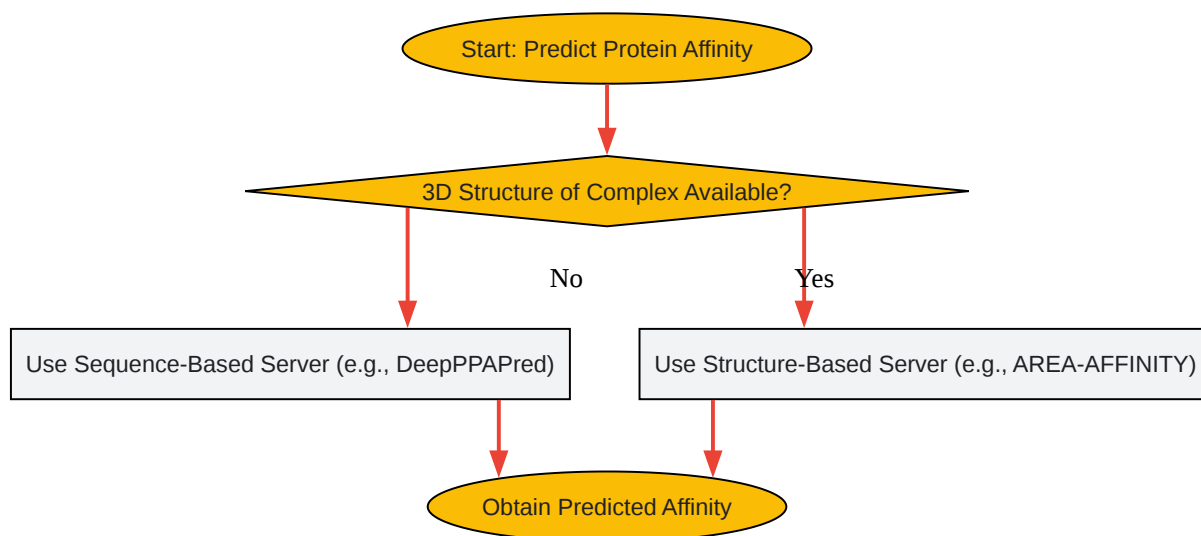 Start: Predict Protein Affinity
3D Structure of Complex Available?
No
Yes
Use Sequence-Based Server (e.g., DeepPPAPred)
Use Structure-Based Server (e.g., AREA-AFFINITY)
Obtain Predicted Affinity